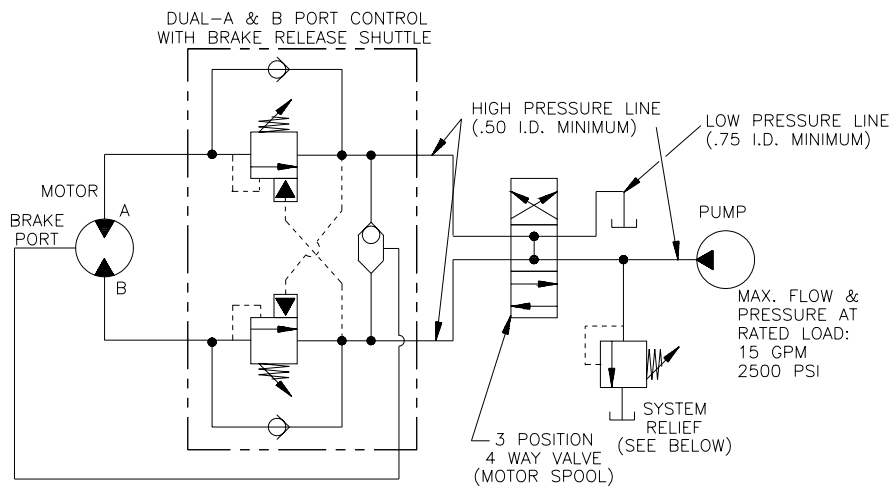 DUAL-A & B PORT CONTROL
WITH BRAKE RELEASE SHUTTLE
HIGH PRESSURE LINE
(.50 I.D. MINIMUM)
LOW PRESSURE LINE
(.75 I.D. MINIMUM)
MOTOR
A
BRAKE
PORT
B
PUMP
MAX. FLOW &
PRESSURE AT
RATED LOAD:
15 GPM
2500 PSI
SYSTEM
RELIEF
(SEE BELOW)
3 POSITION
4 WAY VALVE
(MOTOR SPOOL)